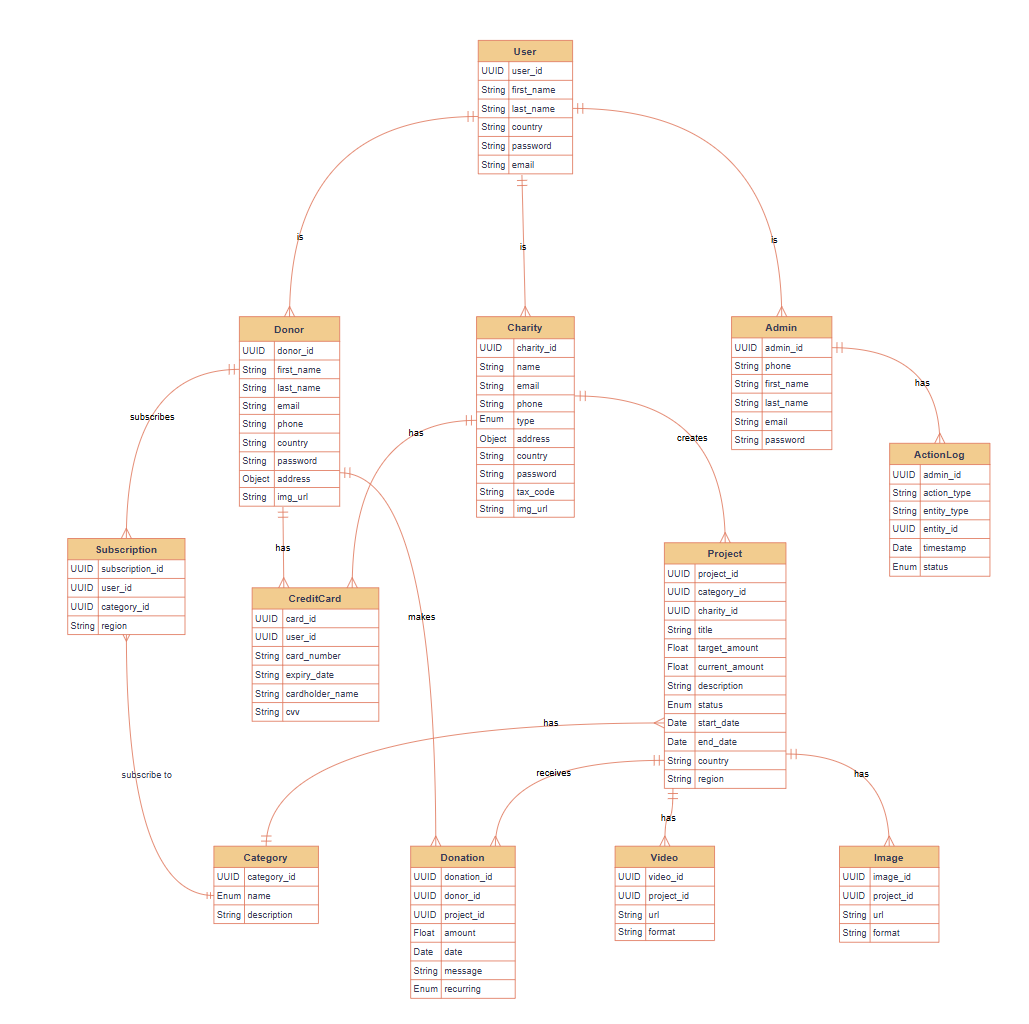 User
UUID user_id
String first_name
String last_name
String country
String password
String email
is
is
is
Donor
UUID donor_id
String first_name
String last_name
String email
String phone
String country
String password
Object address
String img_url
Charity
UUID charity_id
String name
String email
String phone
Enum type
Object address
String country
String password
String tax_code
String img_url
Admin
UUID admin_id
String phone
String first_name
String last_name
String email
String password
has
subscribes
has
creates
ActionLog
UUID admin_id
String action_type
String entity_type
UUID entity_id
Date timestamp
Enum status
has
Subscription
UUID subscription_id
UUID user_id
UUID category_id
String region
CreditCard
UUID card_id
UUID user_id
String card_number
String expiry_date
String cardholder_name
String cvv
makes
Project
UUID project_id
UUID category_id
UUID charity_id
String title
Float target_amount
Float current_amount
String description
Enum status
Date start_date
Date end_date
String country
String region
has
subscribe to
receives
has
has
Category
UUID category_id
Enum name
String description
Donation
UUID donation_id
UUID donor_id
UUID project_id
Float amount
Date date
String message
Enum recurring
Video
UUID video_id
UUID project_id
String url
String format
Image
UUID image_id
UUID project_id
String url
String format